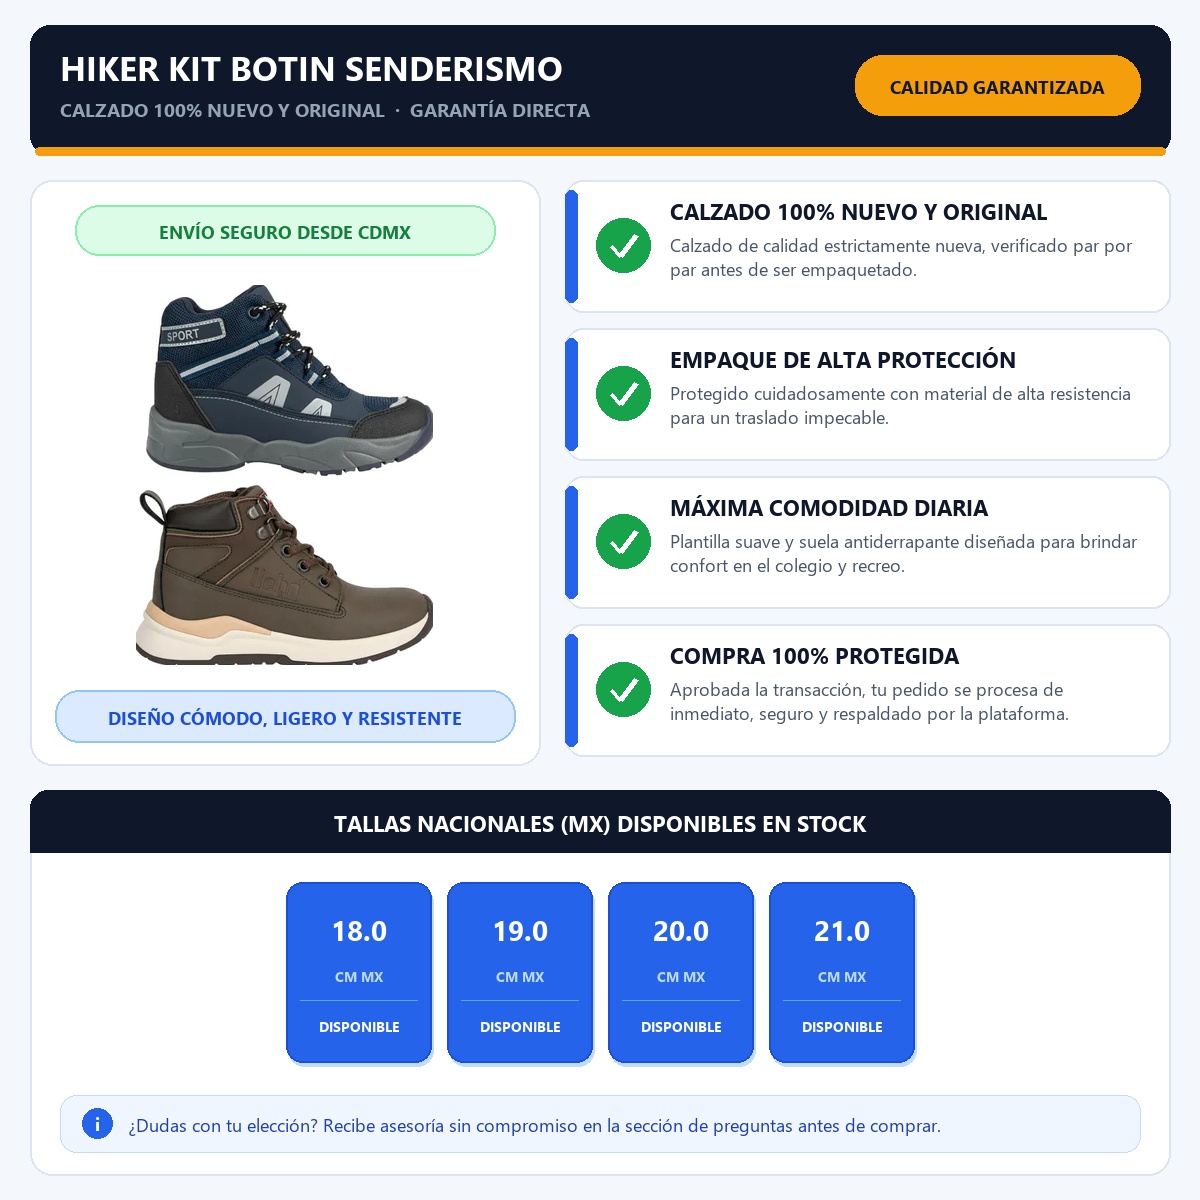 HIKER KIT BOTIN SENDERISMO
CALZADO 100% NUEVO Y ORIGINAL · GARANTÍA DIRECTA
CALIDAD GARANTIZADA
ENVÍO SEGURO DESDE CDMX
SPORT
DISEÑO CÓMODO, LIGERO Y RESISTENTE
CALZADO 100% NUEVO Y ORIGINAL
Calzado de calidad estrictamente nueva, verificado par por
par antes de ser empaquetado.
EMPAQUE DE ALTA PROTECCIÓN
Protegido cuidadosamente con material de alta resistencia
para un traslado impecable.
MÁXIMA COMODIDAD DIARIA
Plantilla suave y suela antiderrapante diseñada para brindar
confort en el colegio y recreo.
COMPRA 100% PROTEGIDA
Aprobada la transacción, tu pedido se procesa de
inmediato, seguro y respaldado por la plataforma.
TALLAS NACIONALES (MX) DISPONIBLES EN STOCK
18.0
CM MX
DISPONIBLE
19.0
CM MX
DISPONIBLE
20.0
CM MX
DISPONIBLE
21.0
CM MX
DISPONIBLE
¿Dudas con tu elección? Recibe asesoría sin compromiso en la sección de preguntas antes de comprar.